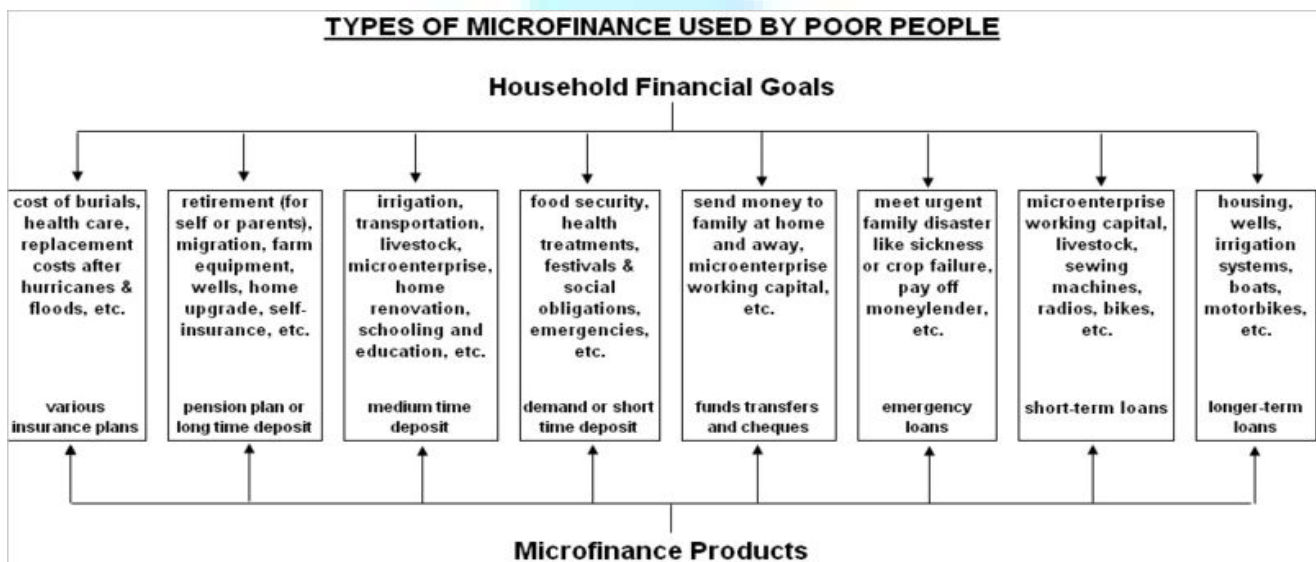 TYPES OF MICROFINANCE USED BY POOR PEOPLE
Household Financial Goals
cost of burials,
health care,
replacement
costs after
hurricanes &
floods, etc.
various
insurance plans
retirement (for
self or parents),
migration, farm
equipment,
wells, home
upgrade, self-
insurance, etc.
pension plan or
long time deposit
irrigation,
transportation,
livestock,
microenterprise,
home
renovation,
schooling and
education, etc.
medium time
deposit
food security,
health
treatments,
festivals &
social
obligations,
emergencies,
etc.
demand or short
time deposit
send money to
family at home
and away,
microenterprise
working capital,
etc.
funds transfers
and cheques
meet urgent
family disaster
like sickness
or crop failure,
pay off
moneylender,
etc.
emergency
loans
microenterprise
working capital,
livestock,
sewing
machines,
radios, bikes,
etc.
short-term loans
housing,
wells,
irrigation
systems,
boats,
motorbikes,
etc.
longer-term
loans
Microfinance Products